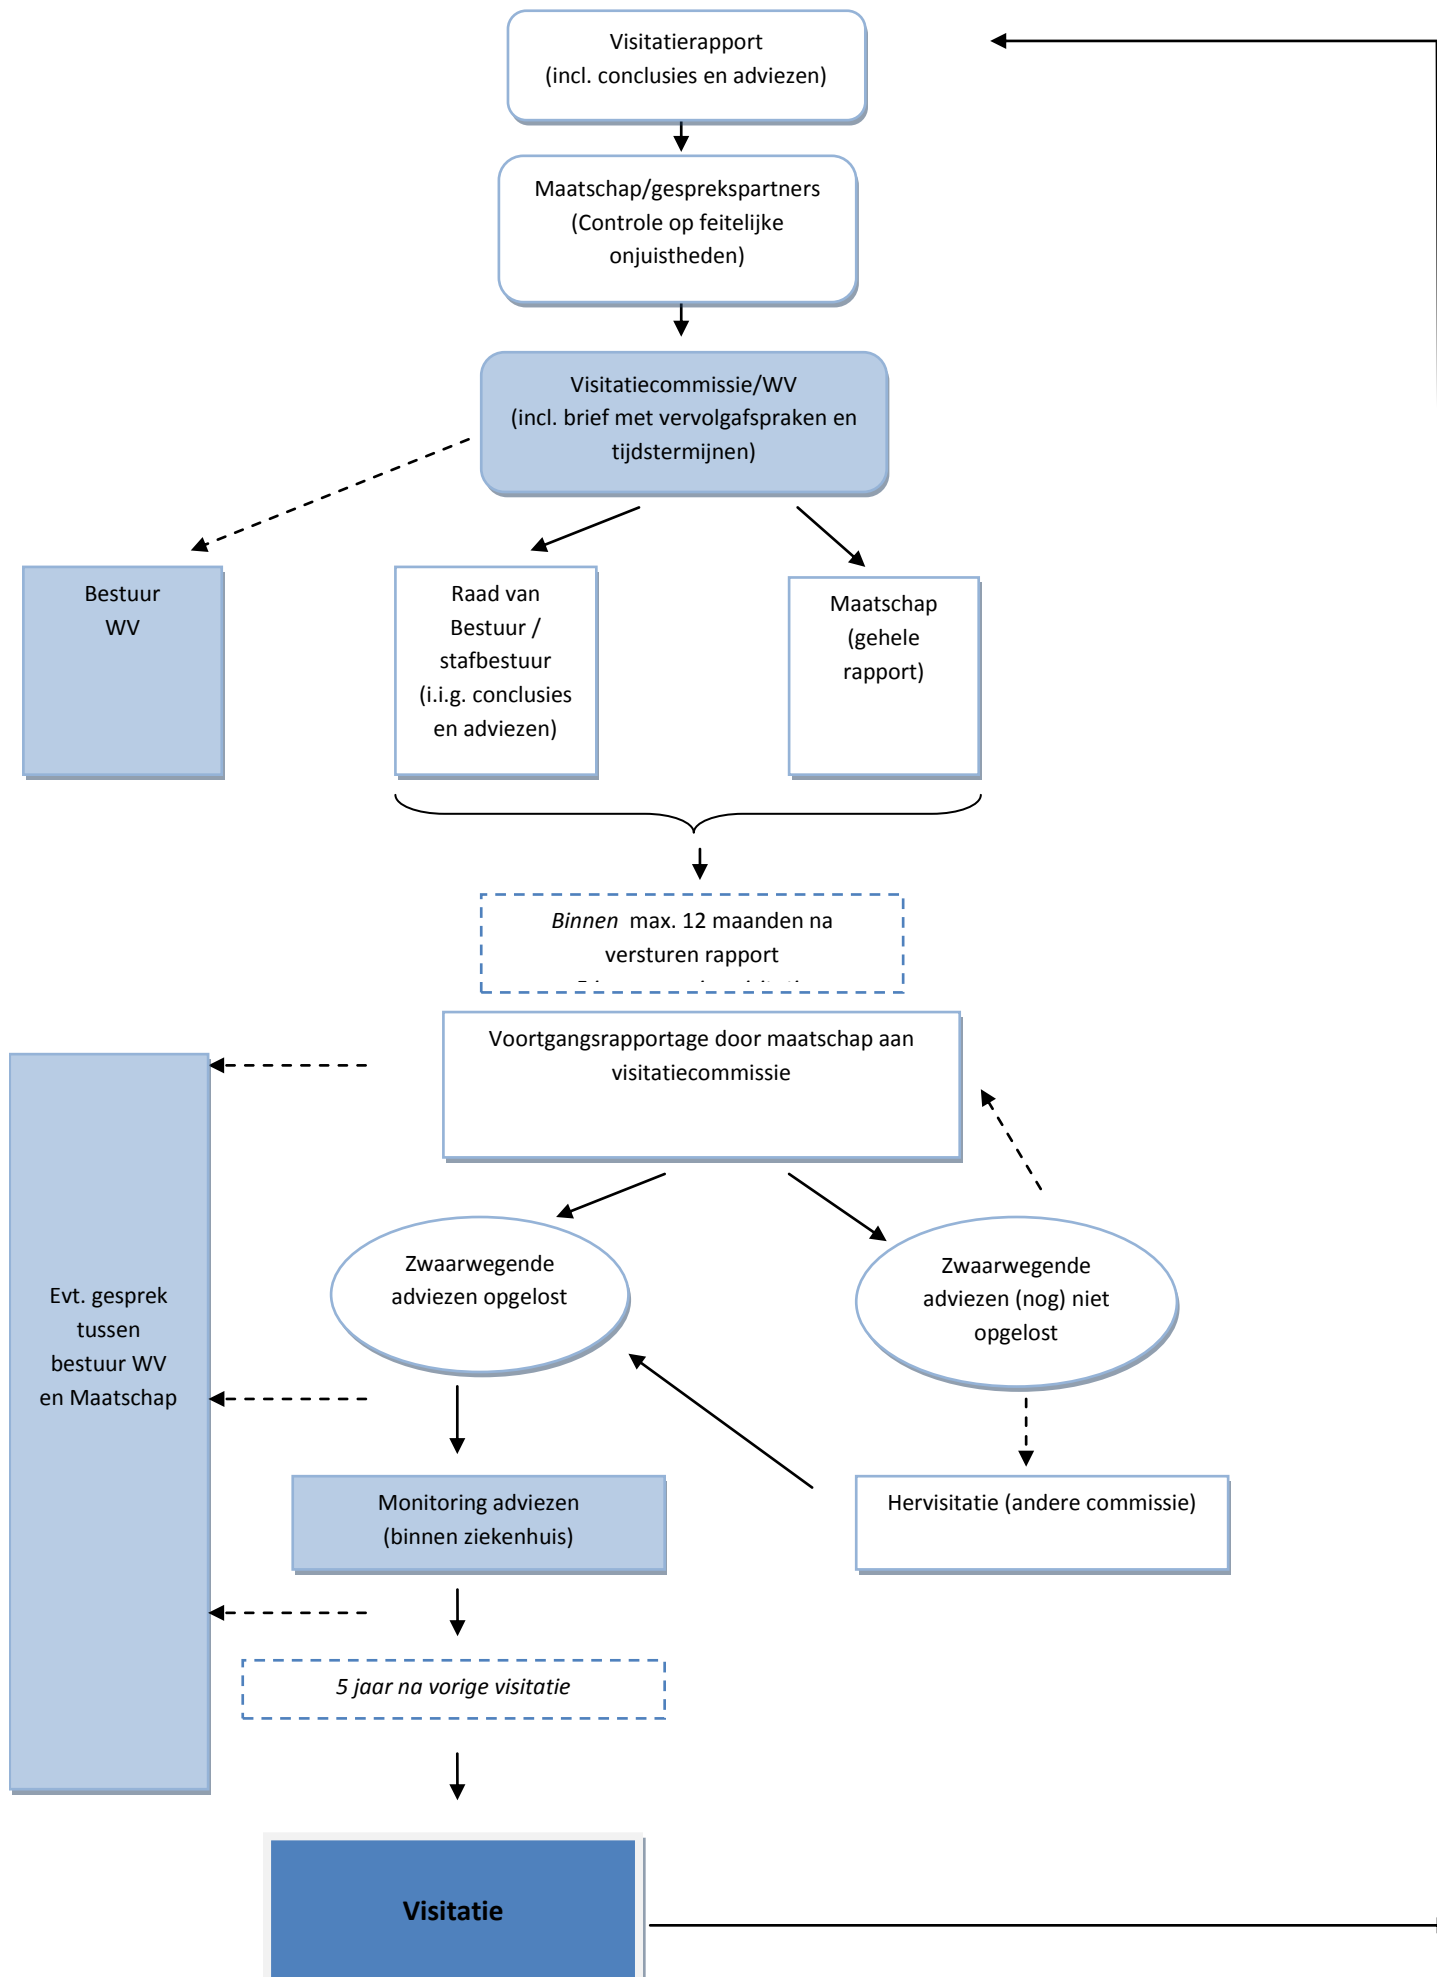 Visitatierapport
(incl. conclusies en adviezen)
Maatschap/gesprekspartners
(Controle op feitelijke
onjuistheden)
Visitatiecommissie/WV
(incl. brief met vervolgafspraken en
tijdstermijnen)
Bestuur
WV
Raad van
Bestuur /
stafbestuur
(i.i.g. conclusies
en adviezen)
Maatschap
(gehele
rapport)
Binnen  max. 12 maanden na
versturen rapport
Voortgangsrapportage door maatschap aan
visitatiecommissie
Zwaarwegende
adviezen opgelost
Zwaarwegende
adviezen (nog) niet
opgelost
Evt. gesprek
tussen
bestuur WV
en Maatschap
Monitoring adviezen
(binnen ziekenhuis)
Hervisitatie (andere commissie)
5 jaar na vorige visitatie
Visitatie